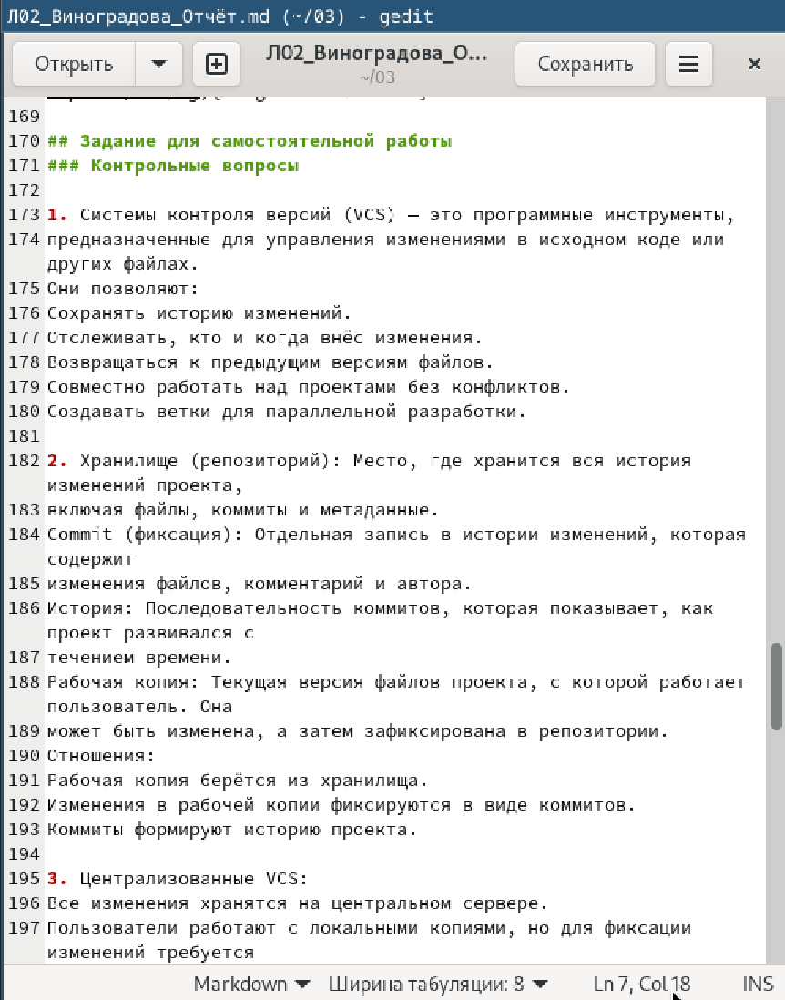 Л02_Виноградова_Отчёт.md (~/03) - gedit
Открыть
Л02_Виноградова_О...
~/03
Сохранить
169
170 ## Задание для самостоятельной работы
171 ### Контрольные вопросы
172
173 1. Системы контроля версий (VCS) — это программные инструменты,
174 предназначенные для управления изменениями в исходном коде или
других файлах.
175 Они позволяют:
176 Сохранять историю изменений.
177 Отслеживать, кто и когда внёс изменения.
178 Возвращаться к предыдущим версиям файлов.
179 Совместно работать над проектами без конфликтов.
180 Создавать ветки для параллельной разработки.
181
182 2. Хранилище (репозиторий): Место, где хранится вся история
изменений проекта,
183 включая файлы, коммиты и метаданные.
184 Commit (фиксация): Отдельная запись в истории изменений, которая
содержит
185 изменения файлов, комментарий и автора.
186 История: Последовательность коммитов, которая показывает, как
проект развивался с
187 течением времени.
188 Рабочая копия: Текущая версия файлов проекта, с которой работает
пользователь. Она
189 может быть изменена, а затем зафиксирована в репозитории.
190 Отношения:
191 Рабочая копия берётся из хранилища.
192 Изменения в рабочей копии фиксируются в виде коммитов.
193 Коммиты формируют историю проекта.
194
195 3. Централизованные VCS:
196 Все изменения хранятся на центральном сервере.
197 Пользователи работают с локальными копиями, но для фиксации
изменений требуется
Markdown Ширина табуляции: 8 Ln 7, Col 18 INS